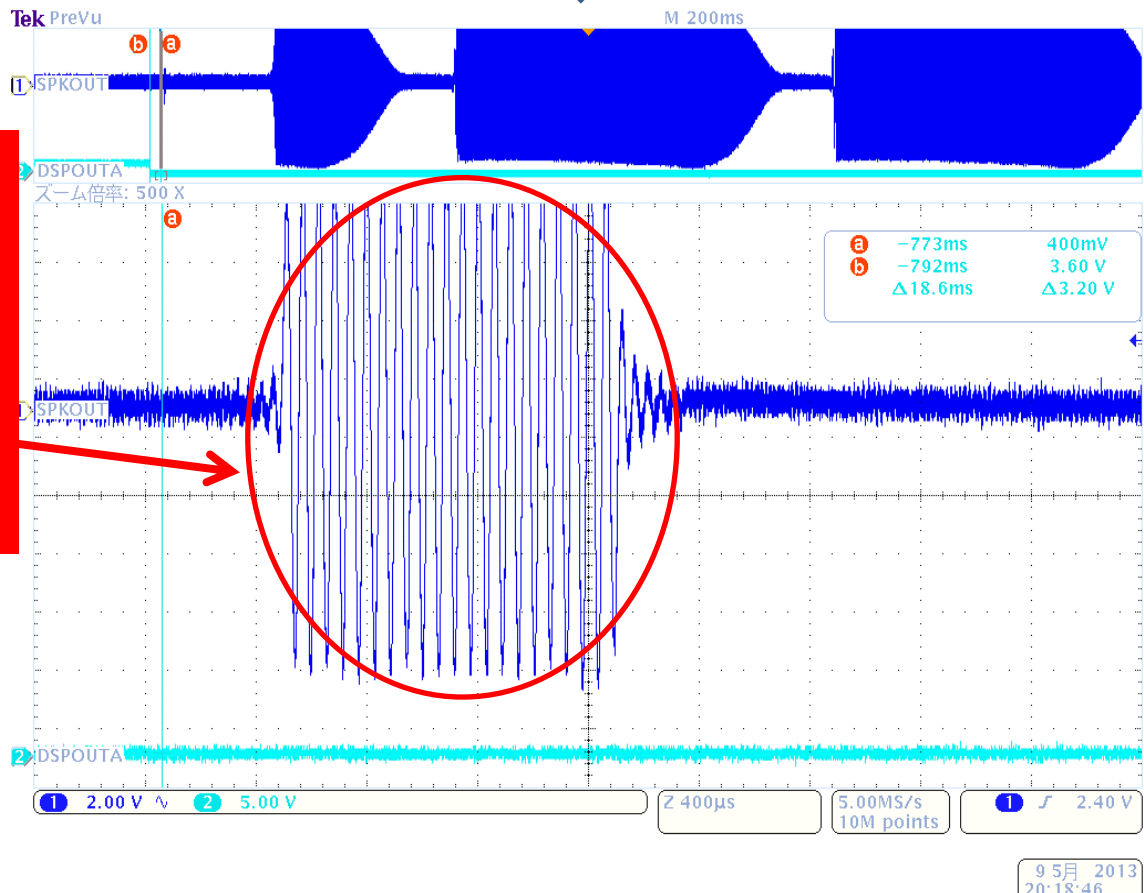 Tek PreVu
M 200ms
b a
1 SPKOUT
2 DSPOUTA
ズーム倍率: 500 X
a
a -773ms 400mV
b -792ms 3.60 V
Δ18.6ms Δ3.20 V
1 SPKOUT
2 DSPOUTA
1 2.00 V ∿ 2 5.00 V
Z 400µs
5.00MS/s
10M points
1 ∫ 2.40 V
9 5月 2013
20:18:46